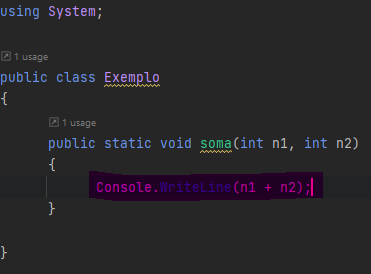 using System;
1 usage
public class Exemplo
{
1 usage
public static void soma(int n1, int n2)
{
Console.WriteLine(n1 + n2);
}
}